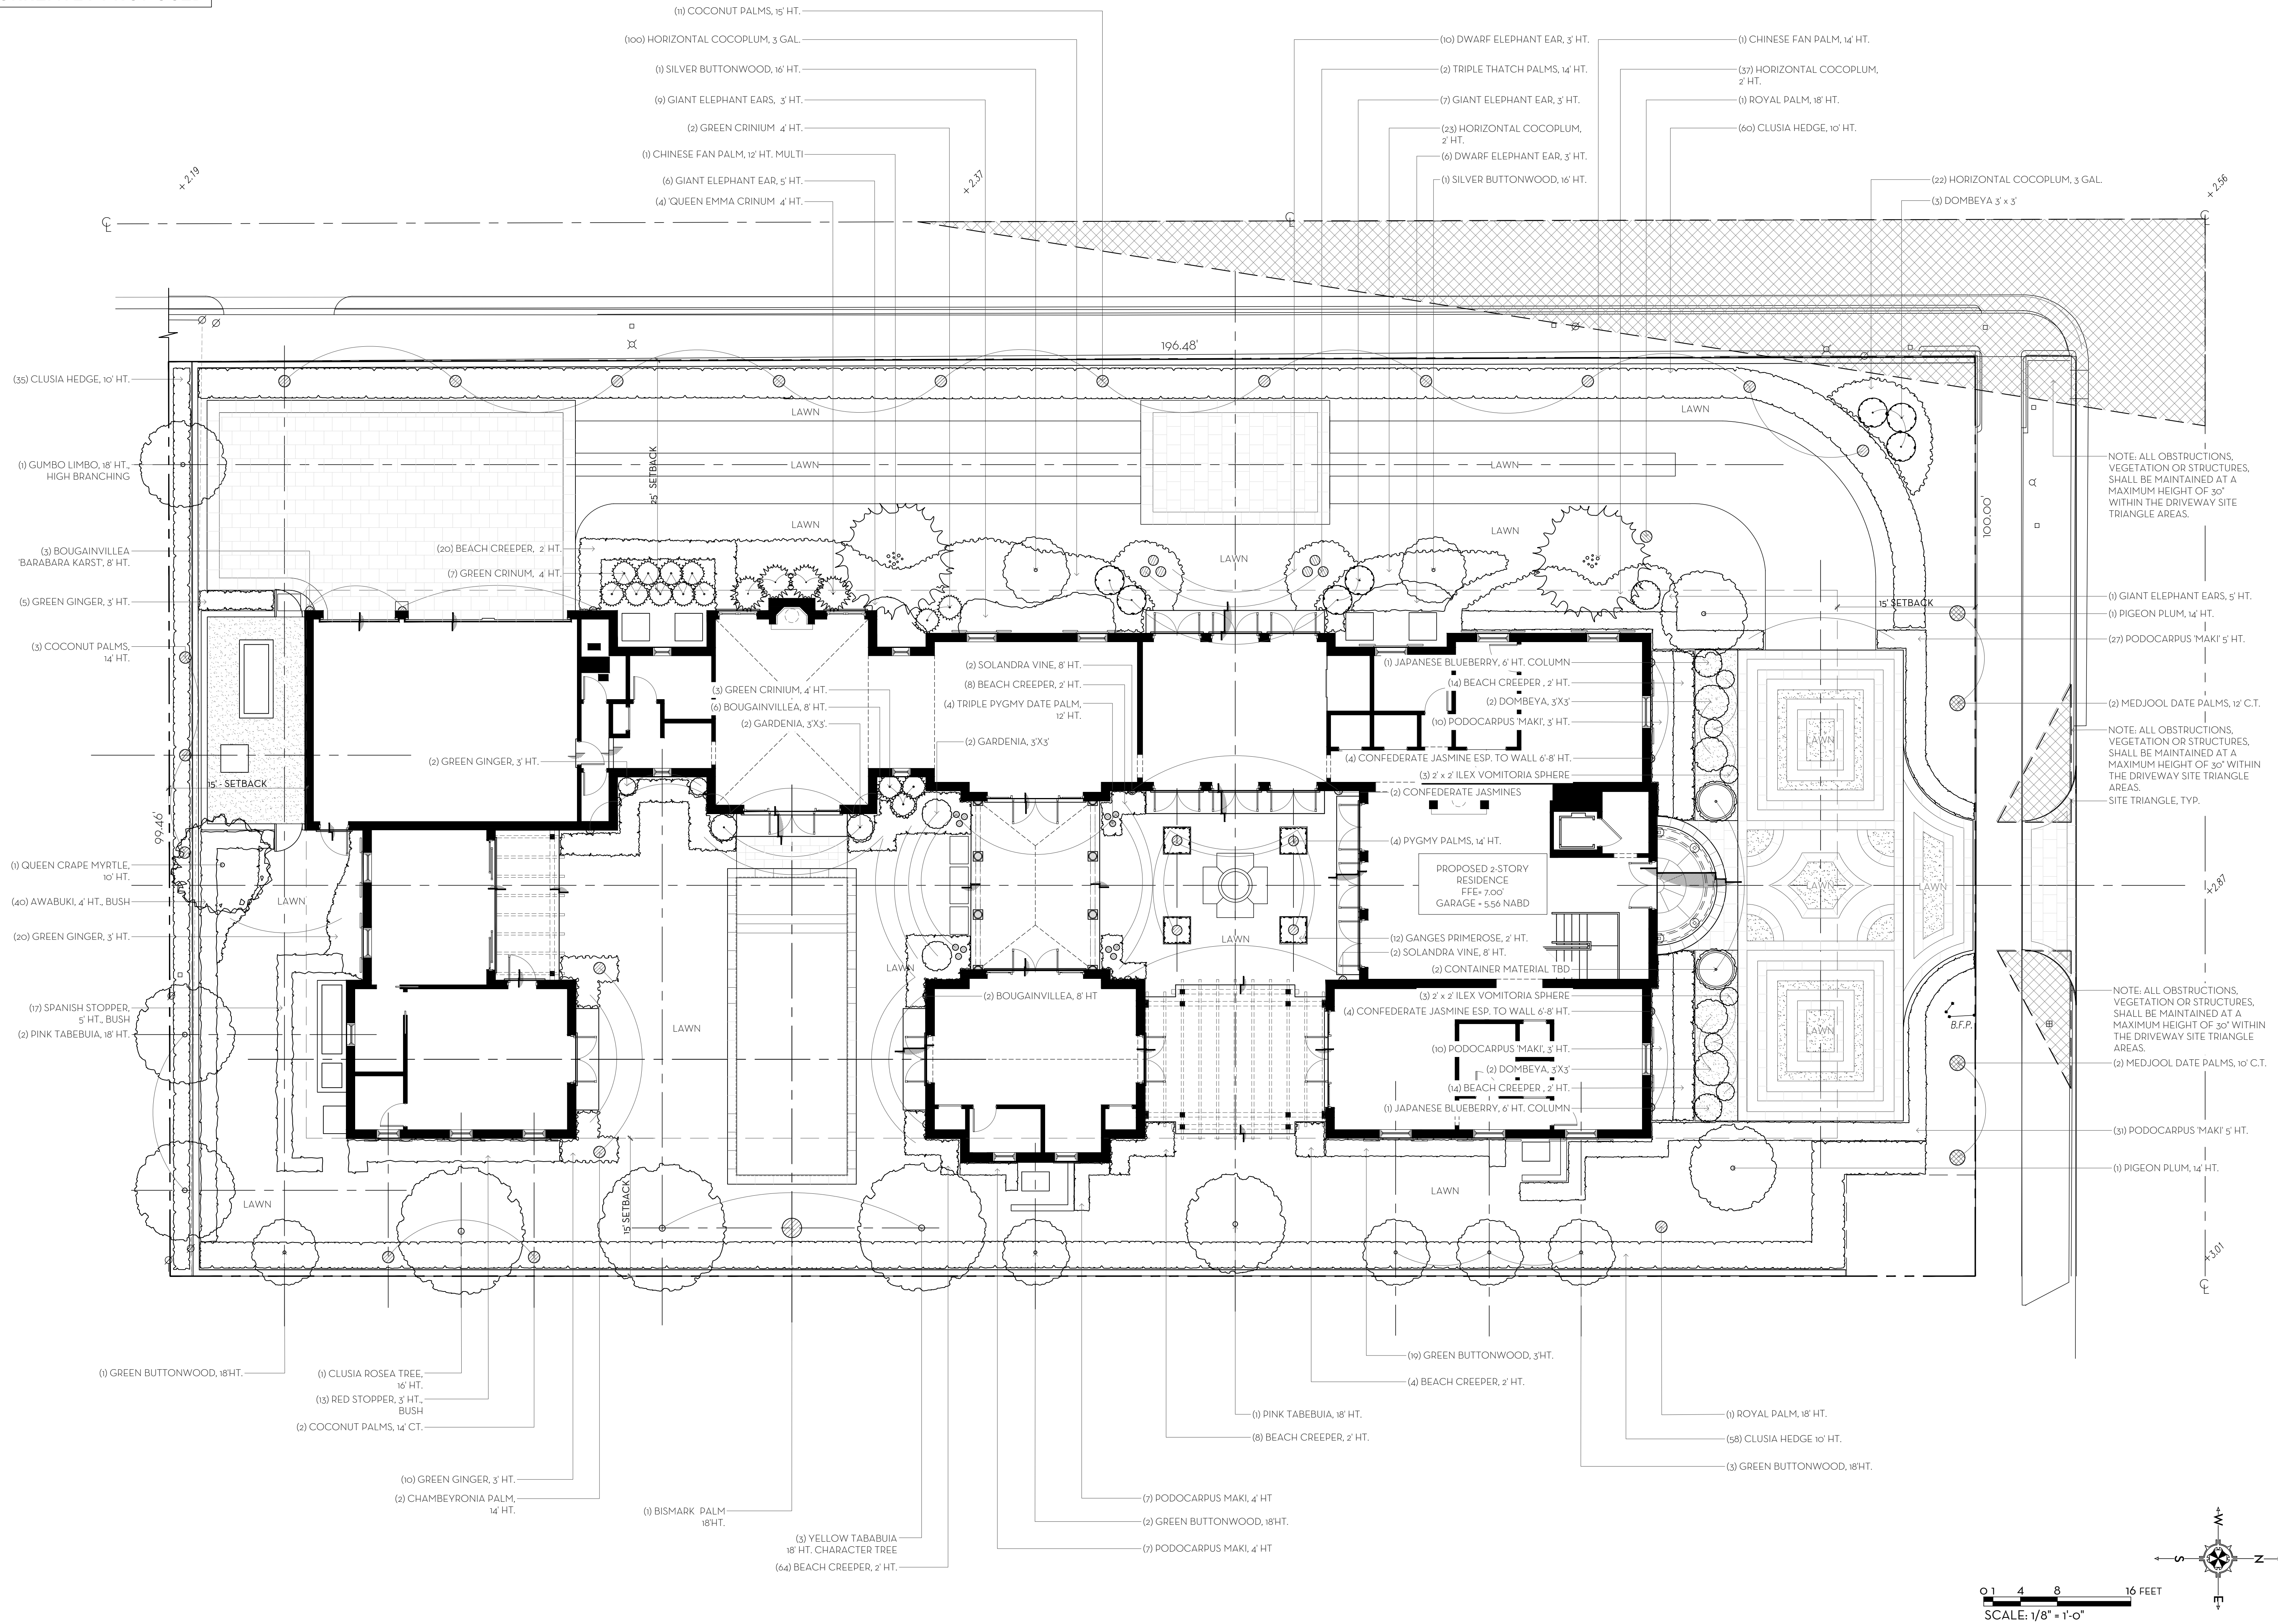 (11) COCONUT PALMS, 15' HT.
(100) HORIZONTAL COCOPLUM, 3 GAL.
(1) SILVER BUTTONWOOD, 16' HT.
(9) GIANT ELEPHANT EARS, 3' HT.
(2) GREEN CRINIUM 4' HT.
(1) CHINESE FAN PALM, 12' HT. MULTI
(6) GIANT ELEPHANT EAR, 5' HT.
(4) 'QUEEN EMMA CRINUM 4' HT.
(10) DWARF ELEPHANT EAR, 3' HT.
(2) TRIPLE THATCH PALMS, 14' HT.
(7) GIANT ELEPHANT EAR, 3' HT.
(23) HORIZONTAL COCOPLUM,
2' HT.
(6) DWARF ELEPHANT EAR, 3' HT.
(1) SILVER BUTTONWOOD, 16' HT.
(1) CHINESE FAN PALM, 14' HT.
(37) HORIZONTAL COCOPLUM,
2' HT.
(1) ROYAL PALM, 18' HT.
(60) CLUSIA HEDGE, 10' HT.
(22) HORIZONTAL COCOPLUM, 3 GAL.
(3) DOMBEYA 3' x 3'
+ 2.19
+ 2.37
+ 2.56
196.48'
(35) CLUSIA HEDGE, 10' HT.
(1) GUMBO LIMBO, 18' HT.,
HIGH BRANCHING
(3) BOUGAINVILLEA
'BARABARA KARST', 8' HT.
(5) GREEN GINGER, 3' HT.
(3) COCONUT PALMS,
14' HT.
15' - SETBACK
99.46'
(1) QUEEN CRAPE MYRTLE,
10' HT.
(40) AWABUKI, 4' HT., BUSH
(20) GREEN GINGER, 3' HT.
(17) SPANISH STOPPER,
5' HT., BUSH
(2) PINK TABEBUIA, 18' HT.
LAWN
LAWN
LAWN
LAWN
LAWN
LAWN
LAWN
LAWN
25' SETBACK
(20) BEACH CREEPER, 2' HT.
(7) GREEN CRINUM, 4' HT.
(3) GREEN CRINIUM, 4' HT.
(6) BOUGAINVILLEA, 8' HT.
(2) GARDENIA, 3'X3'.
(2) GREEN GINGER, 3' HT.
(2) SOLANDRA VINE, 8' HT.
(8) BEACH CREEPER, 2' HT.
(4) TRIPLE PYGMY DATE PALM,
12' HT.
(2) GARDENIA, 3'X3'
(1) JAPANESE BLUEBERRY, 6' HT. COLUMN
(14) BEACH CREEPER , 2' HT.
(2) DOMBEYA, 3'X3'
(10) PODOCARPUS 'MAKI', 3' HT.
(4) CONFEDERATE JASMINE ESP. TO WALL 6'-8' HT.
(3) 2' x 2' ILEX VOMITORIA SPHERE
(2) CONFEDERATE JASMINES
(4) PYGMY PALMS, 14' HT.
PROPOSED 2-STORY
RESIDENCE
FFE= 7.00'
GARAGE = 5.56 NABD
(12) GANGES PRIMEROSE, 2' HT.
(2) SOLANDRA VINE, 8' HT.
(2) CONTAINER MATERIAL TBD
(3) 2' x 2' ILEX VOMITORIA SPHERE
(4) CONFEDERATE JASMINE ESP. TO WALL 6'-8' HT.
(10) PODOCARPUS 'MAKI', 3' HT.
(2) DOMBEYA, 3'X3'
(14) BEACH CREEPER , 2' HT.
(1) JAPANESE BLUEBERRY, 6' HT. COLUMN
(2) BOUGAINVILLEA, 8' HT
LAWN
LAWN
LAWN
LAWN
LAWN
LAWN
LAWN
LAWN
LAWN
15' SETBACK
15' SETBACK
100.00'
NOTE: ALL OBSTRUCTIONS,
VEGETATION OR STRUCTURES,
SHALL BE MAINTAINED AT A
MAXIMUM HEIGHT OF 30"
WITHIN THE DRIVEWAY SITE
TRIANGLE AREAS.
(1) GIANT ELEPHANT EARS, 5' HT.
(1) PIGEON PLUM, 14' HT.
(27) PODOCARPUS 'MAKI' 5' HT.
(2) MEDJOOL DATE PALMS, 12' C.T.
NOTE: ALL OBSTRUCTIONS,
VEGETATION OR STRUCTURES,
SHALL BE MAINTAINED AT A
MAXIMUM HEIGHT OF 30" WITHIN
THE DRIVEWAY SITE TRIANGLE
AREAS.
SITE TRIANGLE, TYP.
+2.87
NOTE: ALL OBSTRUCTIONS,
VEGETATION OR STRUCTURES,
SHALL BE MAINTAINED AT A
MAXIMUM HEIGHT OF 30" WITHIN
THE DRIVEWAY SITE TRIANGLE
AREAS.
B.F.P.
(2) MEDJOOL DATE PALMS, 10' C.T.
(31) PODOCARPUS 'MAKI' 5' HT.
(1) PIGEON PLUM, 14' HT.
+3.01
(1) GREEN BUTTONWOOD, 18'HT.
(1) CLUSIA ROSEA TREE,
16' HT.
(13) RED STOPPER, 3' HT.,
BUSH
(2) COCONUT PALMS, 14' CT.
(10) GREEN GINGER, 3' HT.
(2) CHAMBEYRONIA PALM,
14' HT.
(1) BISMARK PALM
18'HT.
(3) YELLOW TABABUIA
18' HT. CHARACTER TREE
(64) BEACH CREEPER, 2' HT.
(7) PODOCARPUS MAKI, 4' HT
(2) GREEN BUTTONWOOD, 18'HT.
(7) PODOCARPUS MAKI, 4' HT
(1) PINK TABEBUIA, 18' HT.
(8) BEACH CREEPER, 2' HT.
(19) GREEN BUTTONWOOD, 3'HT.
(4) BEACH CREEPER, 2' HT.
(1) ROYAL PALM, 18' HT.
(58) CLUSIA HEDGE 10' HT.
(3) GREEN BUTTONWOOD, 18'HT.
W
S
N
E
0 1 4 8 16 FEET
SCALE: 1/8" = 1'-0"